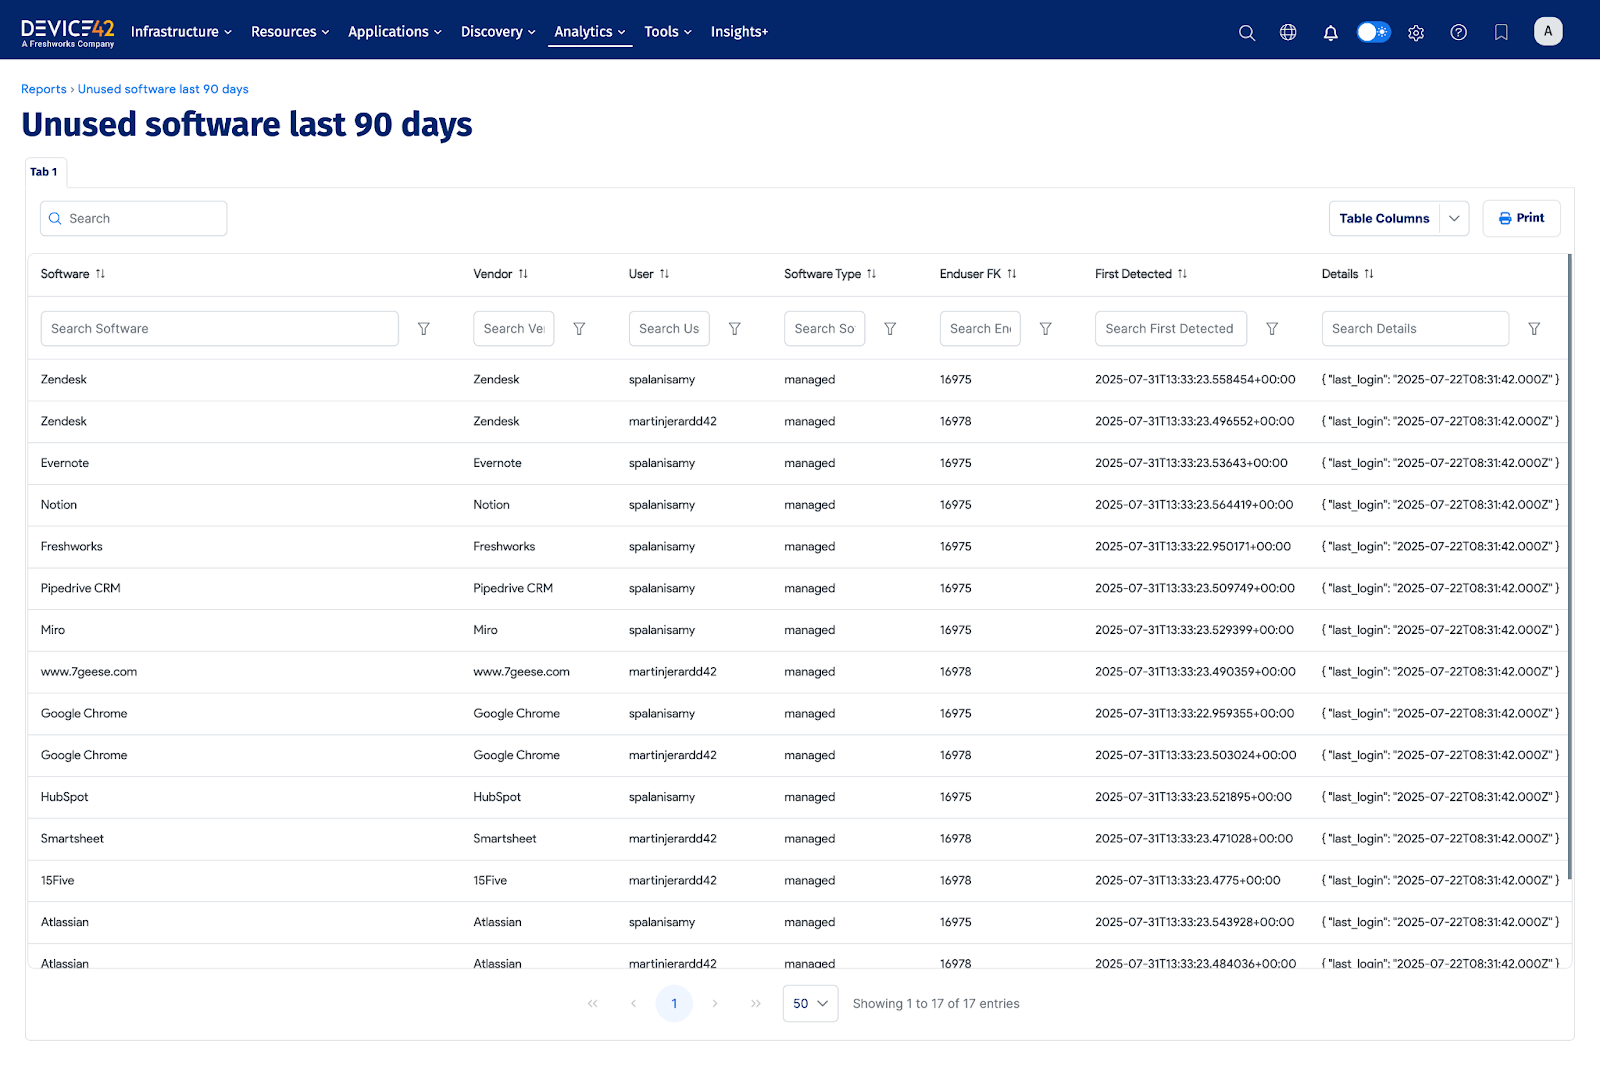 DEVICE42
A Freshworks Company
Infrastructure Resources Applications Discovery Analytics Tools Insights+ A
Reports › Unused software last 90 days
Unused software last 90 days
Tab 1
Search Table Columns Print
Software Vendor User Software Type Enduser FK First Detected Details
Search Software Search Ve Search Us Search So Search En Search First Detected Search Details
Zendesk Zendesk spalanisamy managed 16975 2025-07-31T13:33:23.558454+00:00 { "last_login": "2025-07-22T08:31:42.000Z" }
Zendesk Zendesk martinjerardd42 managed 16978 2025-07-31T13:33:23.496552+00:00 { "last_login": "2025-07-22T08:31:42.000Z" }
Evernote Evernote spalanisamy managed 16975 2025-07-31T13:33:23.53643+00:00 { "last_login": "2025-07-22T08:31:42.000Z" }
Notion Notion spalanisamy managed 16975 2025-07-31T13:33:23.564419+00:00 { "last_login": "2025-07-22T08:31:42.000Z" }
Freshworks Freshworks spalanisamy managed 16975 2025-07-31T13:33:22.950171+00:00 { "last_login": "2025-07-22T08:31:42.000Z" }
Pipedrive CRM Pipedrive CRM spalanisamy managed 16975 2025-07-31T13:33:23.509749+00:00 { "last_login": "2025-07-22T08:31:42.000Z" }
Miro Miro spalanisamy managed 16975 2025-07-31T13:33:23.529399+00:00 { "last_login": "2025-07-22T08:31:42.000Z" }
www.7geese.com www.7geese.com martinjerardd42 managed 16978 2025-07-31T13:33:23.490359+00:00 { "last_login": "2025-07-22T08:31:42.000Z" }
Google Chrome Google Chrome spalanisamy managed 16975 2025-07-31T13:33:22.959355+00:00 { "last_login": "2025-07-22T08:31:42.000Z" }
Google Chrome Google Chrome martinjerardd42 managed 16978 2025-07-31T13:33:23.503024+00:00 { "last_login": "2025-07-22T08:31:42.000Z" }
HubSpot HubSpot spalanisamy managed 16975 2025-07-31T13:33:23.521895+00:00 { "last_login": "2025-07-22T08:31:42.000Z" }
Smartsheet Smartsheet martinjerardd42 managed 16978 2025-07-31T13:33:23.471028+00:00 { "last_login": "2025-07-22T08:31:42.000Z" }
15Five 15Five martinjerardd42 managed 16978 2025-07-31T13:33:23.4775+00:00 { "last_login": "2025-07-22T08:31:42.000Z" }
Atlassian Atlassian spalanisamy managed 16975 2025-07-31T13:33:23.543928+00:00 { "last_login": "2025-07-22T08:31:42.000Z" }
Atlassian Atlassian martinjerardd42 managed 16978 2025-07-31T13:33:23.484036+00:00 { "last_login": "2025-07-22T08:31:42.000Z" }
« ‹ 1 › » 50 Showing 1 to 17 of 17 entries